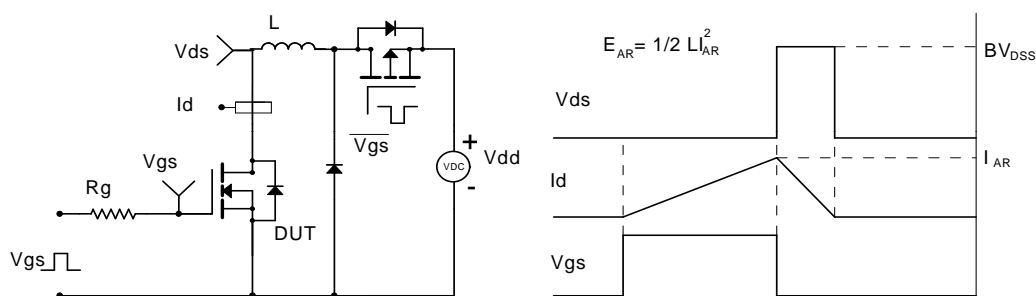 L
Vds
Id
Vgs
Rg
Vgs
DUT
Vgs
+
VDC
-
Vdd
E_AR = 1/2 LI²_AR
BV_DSS
Vds
I_AR
Id
Vgs